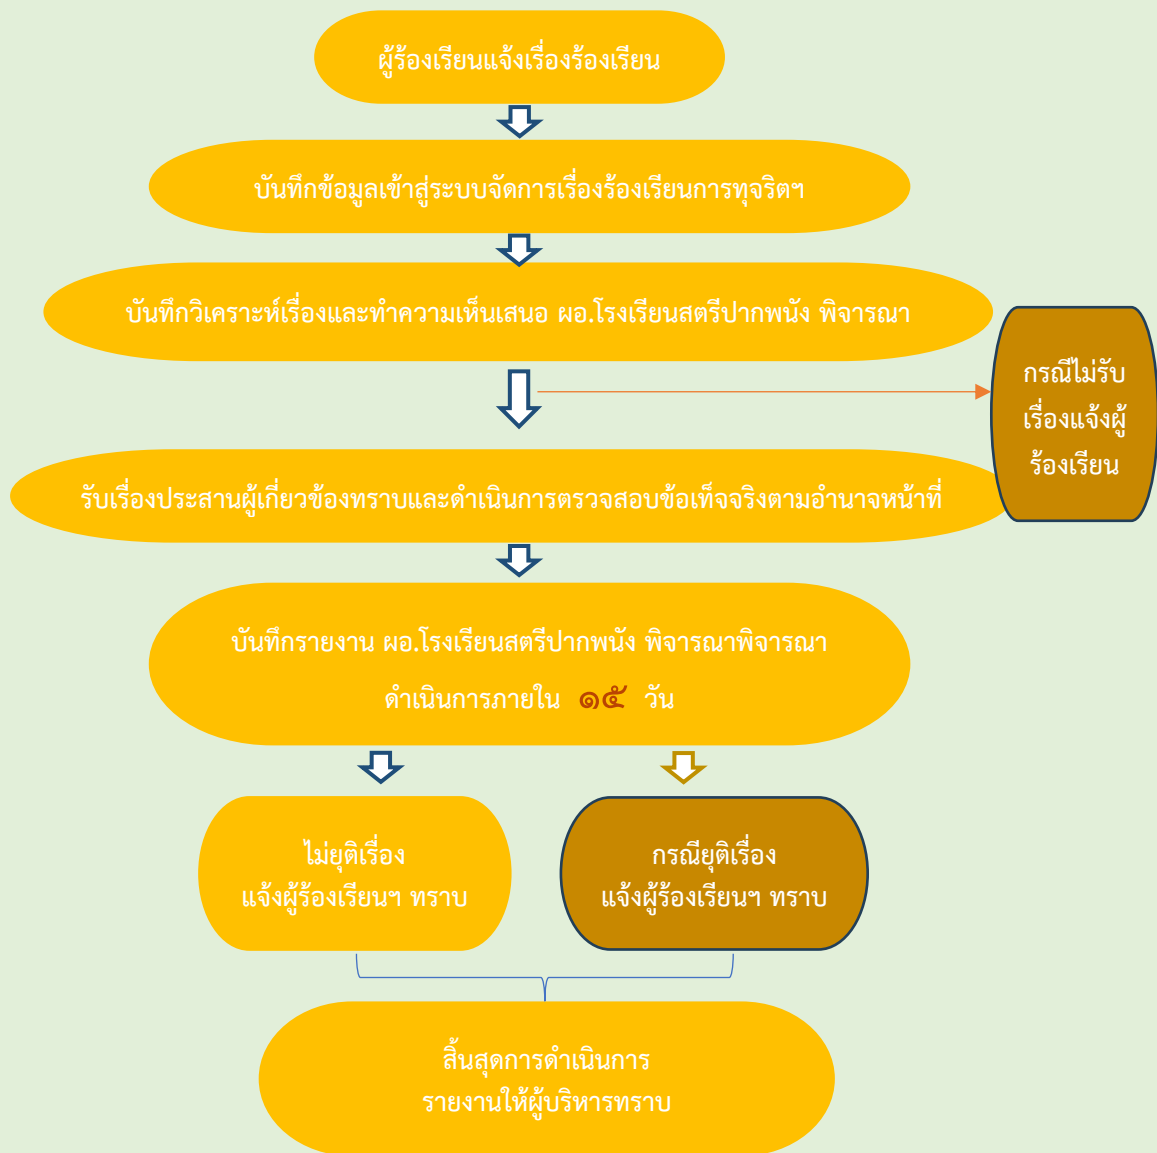 ผู้ร้องเรียนแจ้งเรื่องร้องเรียน
บันทึกข้อมูลเข้าสู่ระบบจัดการเรื่องร้องเรียนการทุจริตฯ
บันทึกวิเคราะห์เรื่องและทำความเห็นเสนอ ผอ.โรงเรียนสตรีปากพนัง พิจารณา
กรณีไม่รับ
เรื่องแจ้งผู้
ร้องเรียน
รับเรื่องประสานผู้เกี่ยวข้องทราบและดำเนินการตรวจสอบข้อเท็จจริงตามอำนาจหน้าที่
บันทึกรายงาน ผอ.โรงเรียนสตรีปากพนัง พิจารณาพิจารณา
ดำเนินการภายใน ๑๕ วัน
ไม่ยุติเรื่อง
แจ้งผู้ร้องเรียนฯ ทราบ
กรณียุติเรื่อง
แจ้งผู้ร้องเรียนฯ ทราบ
สิ้นสุดการดำเนินการ
รายงานให้ผู้บริหารทราบ